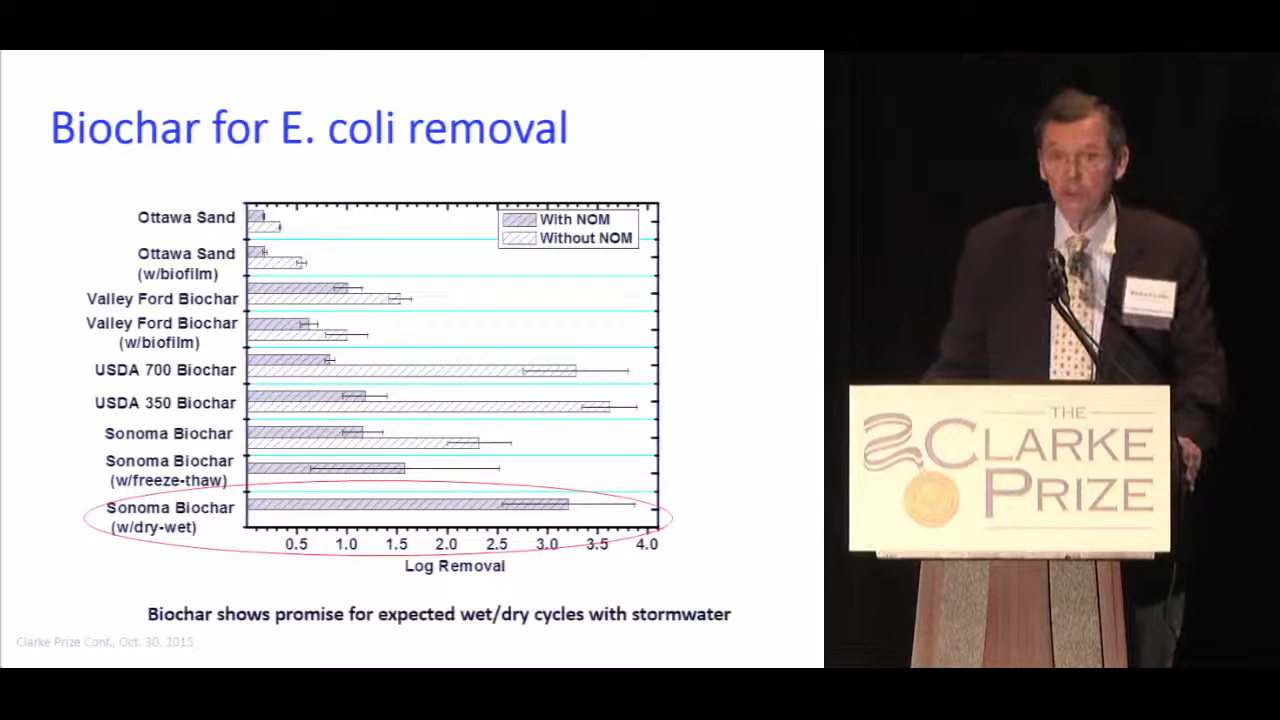 Biochar for E. coli removal
Ottawa Sand
Ottawa Sand
(w/biofilm)
Valley Ford Biochar
Valley Ford Biochar
(w/biofilm)
USDA 700 Biochar
USDA 350 Biochar
Sonoma Biochar
Sonoma Biochar
(w/freeze-thaw)
Sonoma Biochar
(w/dry-wet)
With NOM
Without NOM
0.5 1.0 1.5 2.0 2.5 3.0 3.5 4.0
Log Removal
Biochar shows promise for expected wet/dry cycles with stormwater
Clarke Prize Conf., Oct. 30, 2015
THE
CLARKE
PRIZE